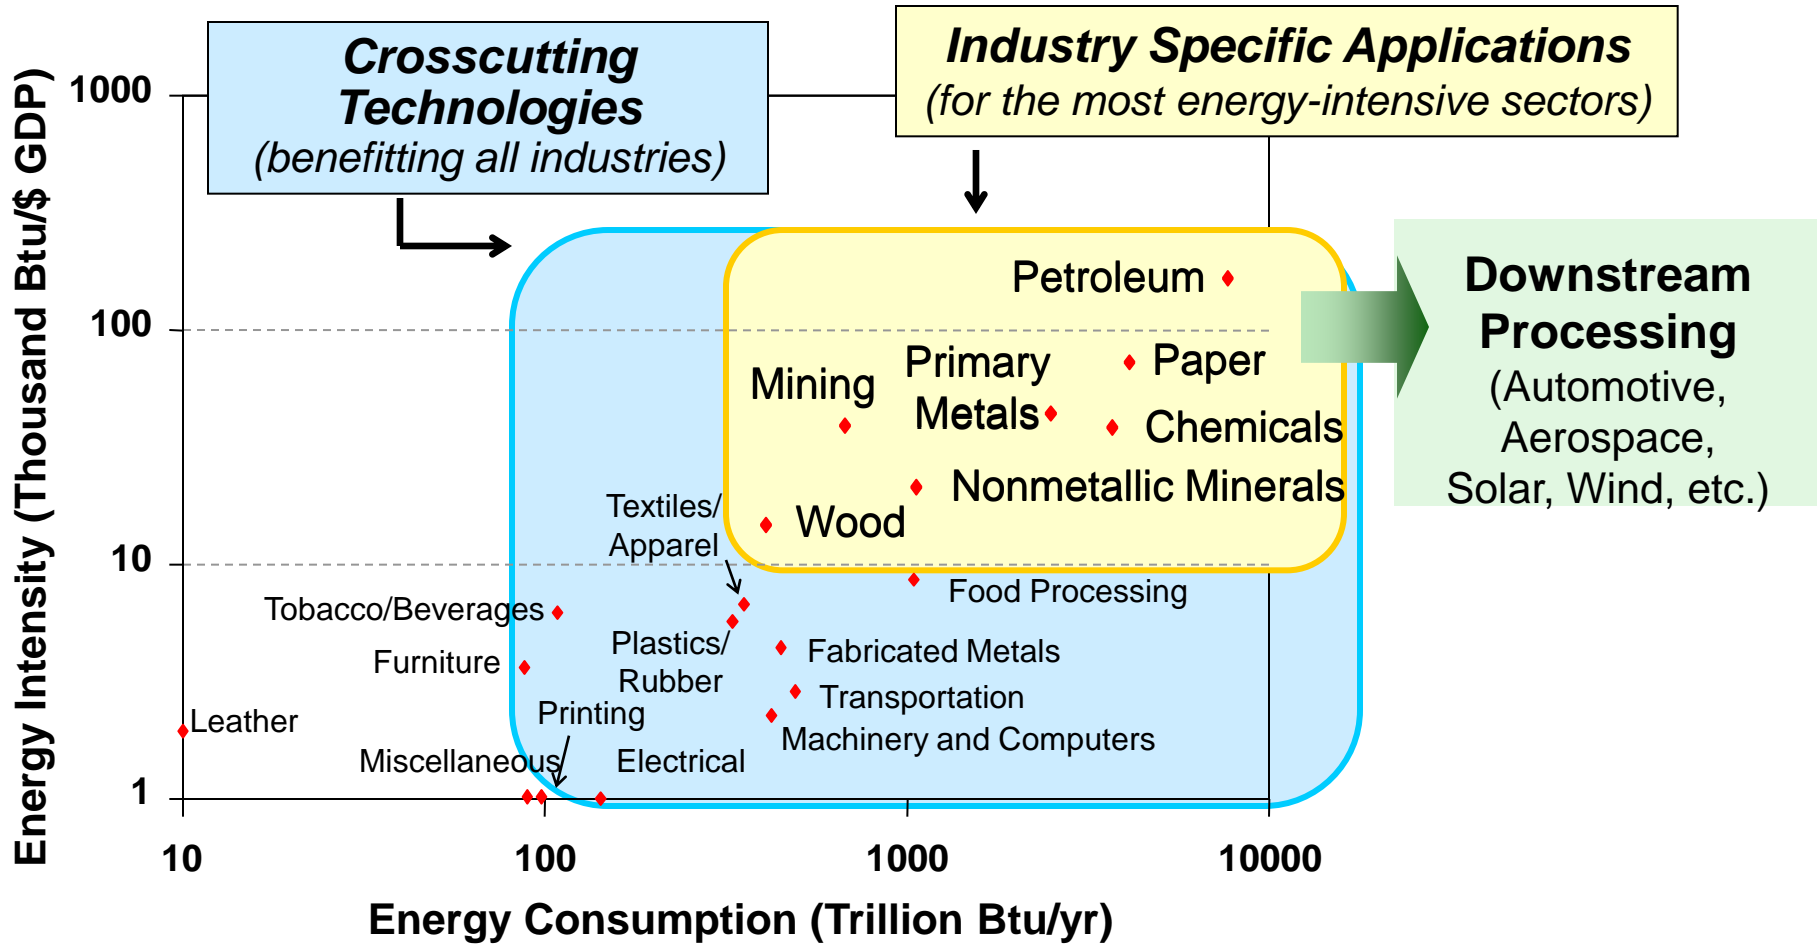 Crosscutting
Technologies
(benefitting all industries)
Industry Specific Applications
(for the most energy-intensive sectors)
Energy Intensity (Thousand Btu/$ GDP)
1000
100
10
1
Petroleum
Primary
Metals
Paper
Mining
Chemicals
Nonmetallic Minerals
Wood
Textiles/
Apparel
Food Processing
Tobacco/Beverages
Plastics/
Rubber
Fabricated Metals
Furniture
Transportation
Printing
Leather
Machinery and Computers
Miscellaneous
Electrical
Downstream
Processing
(Automotive,
Aerospace,
Solar, Wind, etc.)
10
100
1000
10000
Energy Consumption (Trillion Btu/yr)